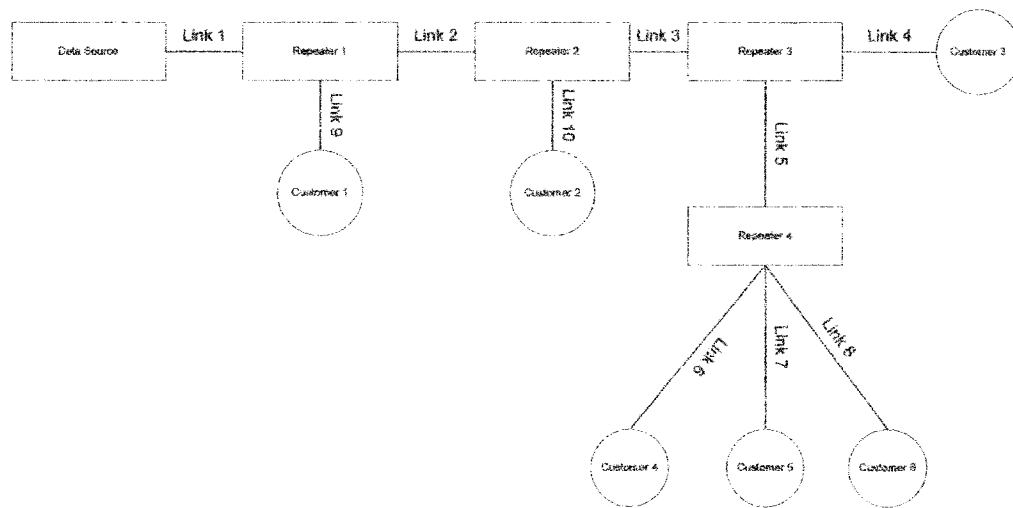 Data Source
Link 1
Repeater 1
Link 2
Repeater 2
Link 3
Repeater 3
Link 4
Customer 3
Link 9
Link 10
Link 5
Customer 1
Customer 2
Repeater 4
Link 6
Link 7
Link 8
Customer 4
Customer 5
Customer 6